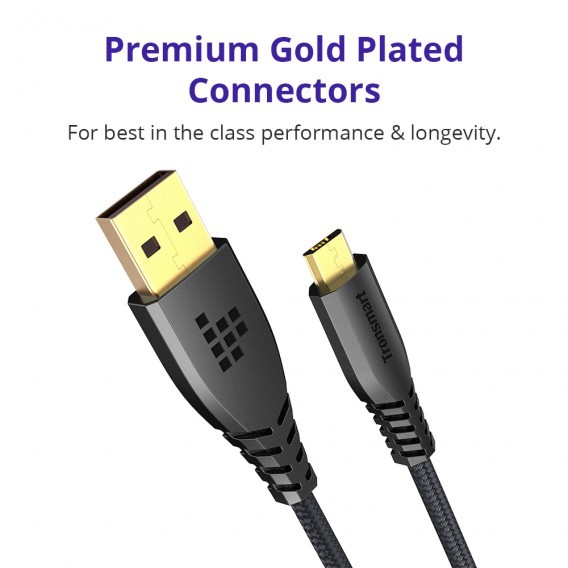 Premium Gold Plated
Connectors
For best in the class performance & longevity.
Tronsmart